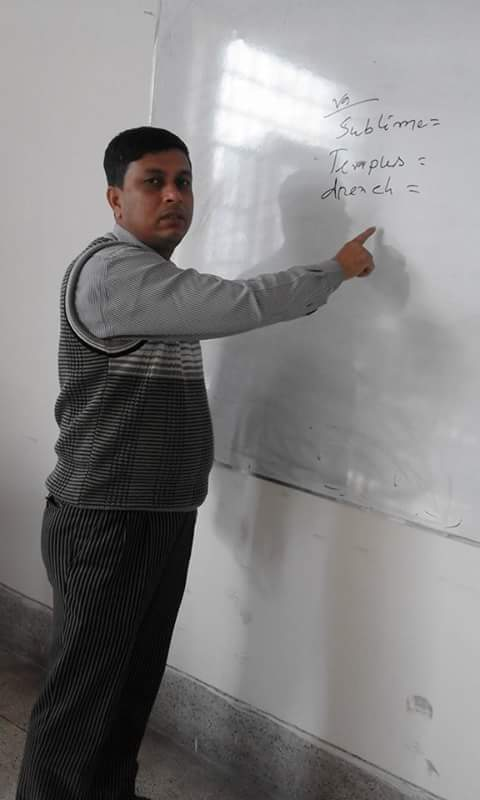 Sublime =
Tempus =
drench =